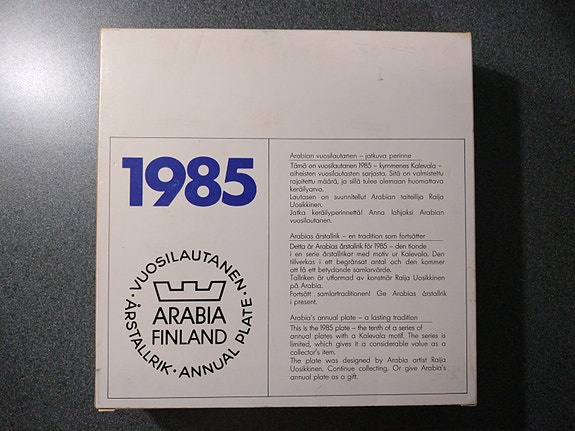 1985
· VUOSILAUTANEN ·
ÅRSTALLRIK · ANNUAL PLATE ·
ARABIA
FINLAND
Arabian vuosilautanen – jatkuva perinne
Tämä on vuosilautanen 1985 – kymmenes Kalevala –
aiheisten vuosilautasten sarjasta. Sitä on valmistettu
rajoitettu määrä, ja sillä tulee olemaan huomattava
keräilyarvo.
Lautasen on suunnitellut Arabian taiteilija Raija
Uosikkinen.
Jatka keräilyperinnettä! Anna lahjaksi Arabian
vuosilautanen.
Arabias årstallrik – en tradition som fortsätter
Detta är Arabias årstallrik för 1985 – den tionde
i en serie årstallrikar med motiv ur Kalevala. Den
tillverkas i ett begränsat antal och den kommer
att få ett betydande samlarvärde.
Tallriken är utformad av konstnär Raija Uosikkinen
på Arabia.
Fortsätt samlartraditionen! Ge Arabias årstallrik
i present.
Arabia's annual plate – a lasting tradition
This is the 1985 plate – the tenth of a series of
annual plates with a Kalevala motif. The series is
limited, which gives it a considerable value as a
collector's item.
The plate was designed by Arabia artist Raija
Uosikkinen. Continue collecting. Or give Arabia's
annual plate as a gift.